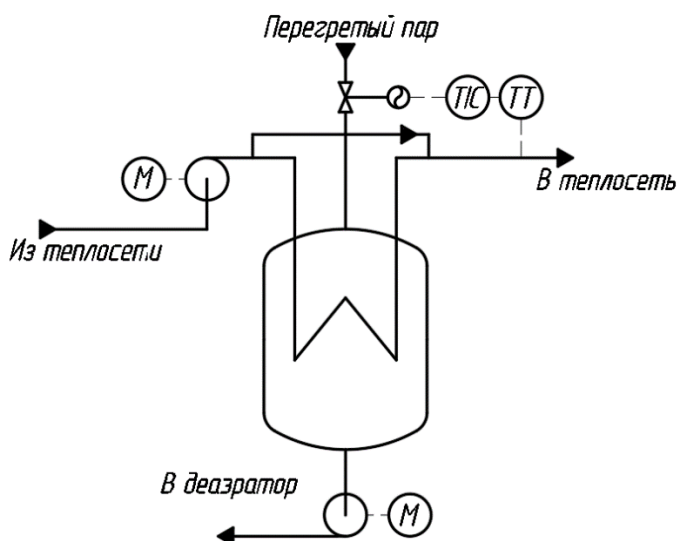 Перегретый пар
TIC TT
M
В теплосеть
Из теплосети
В деаэратор
M